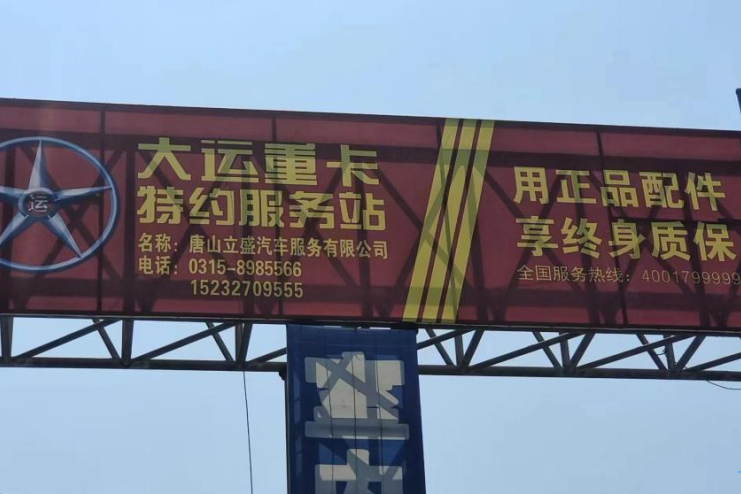 运
大运重卡
特约服务站
名称：唐山立盛汽车服务有限公司
电话：0315-8985566
15232709555
用正品配件
享终身质保
全国服务热线：4001799999